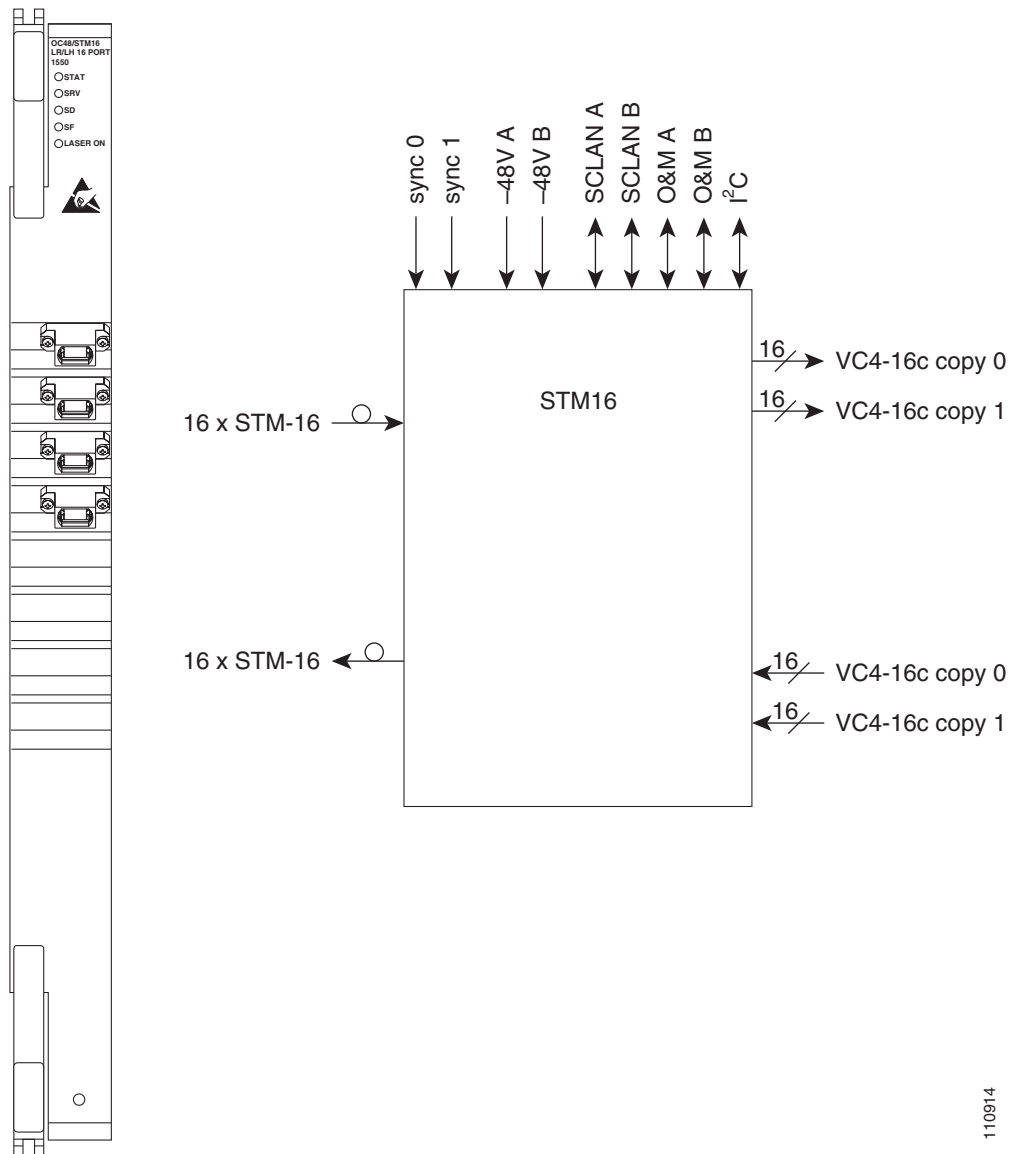 OC48/STM16
LR/LH 16 PORT
1550
STAT
SRV
SD
SF
LASER ON
sync 0
sync 1
–48V A
–48V B
SCLAN A
SCLAN B
O&M A
O&M B
I²C
16
VC4-16c copy 0
16
VC4-16c copy 1
STM16
16 x STM-16
16 x STM-16
16
VC4-16c copy 0
16
VC4-16c copy 1
110914